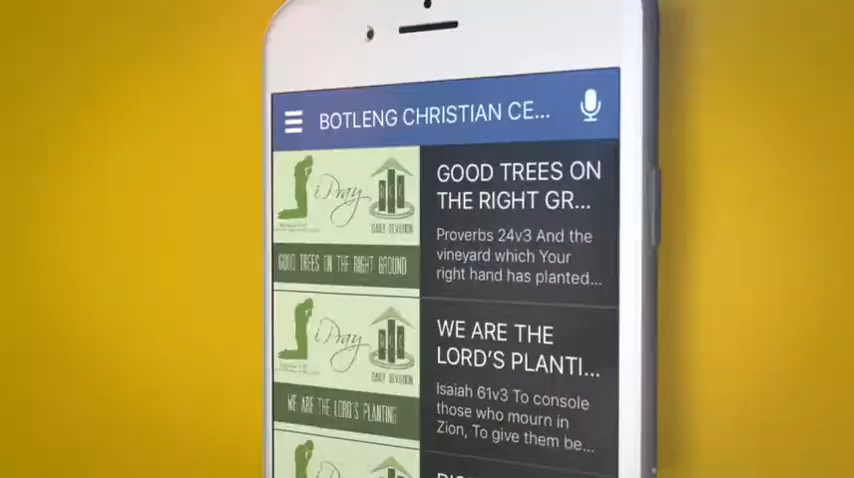 BOTLENG CHRISTIAN CE...
iPray
DAILY DEVOTION
GOOD TREES ON THE RIGHT GROUND
GOOD TREES ON
THE RIGHT GR...
Proverbs 24v3 And the
vineyard which Your
right hand has planted...
iPray
DAILY DEVOTION
WE ARE THE LORD'S PLANTING
WE ARE THE
LORD'S PLANTI...
Isaiah 61v3 To console
those who mourn in
Zion, To give them be...